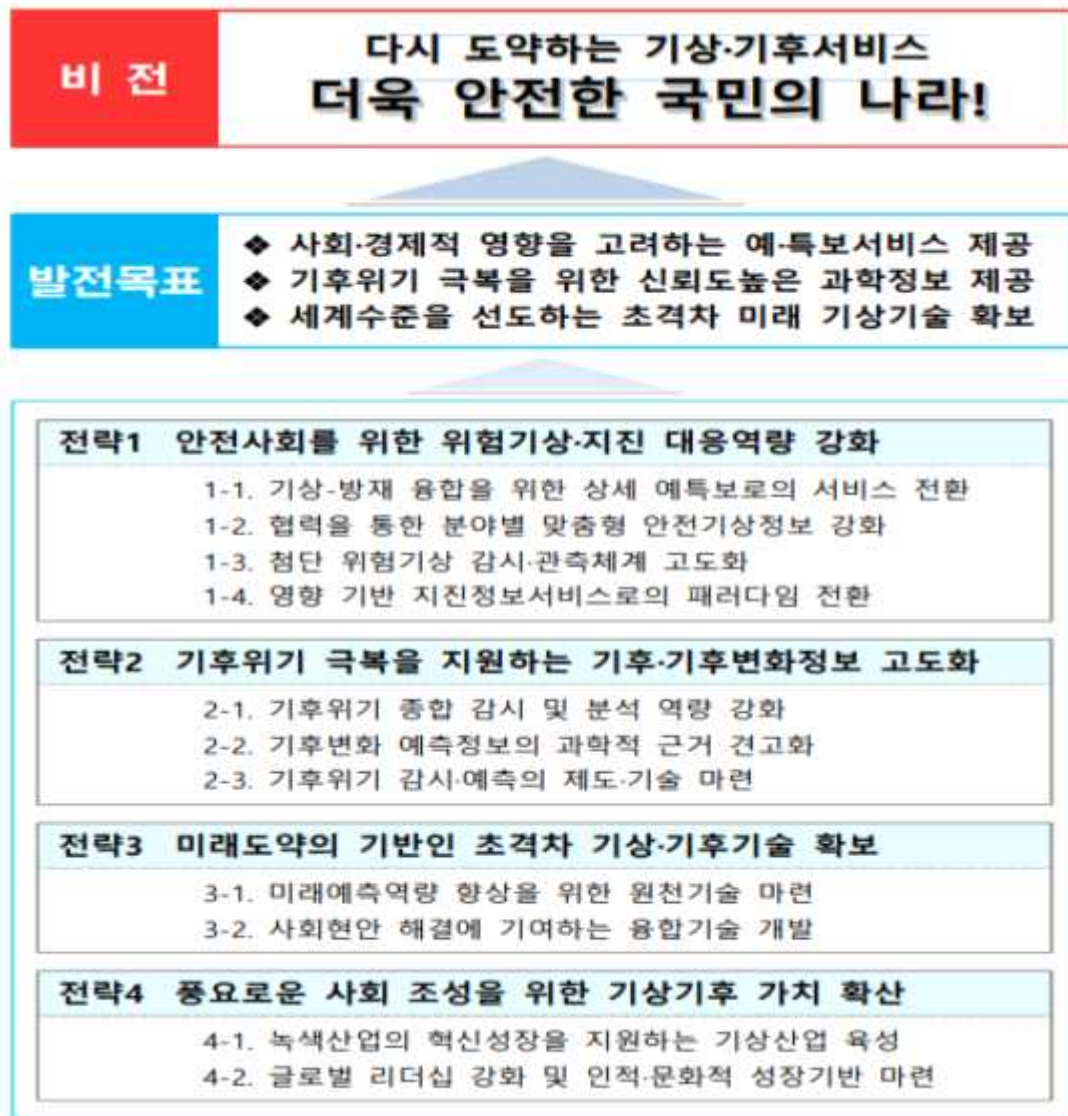 비 전
다시 도약하는 기상·기후서비스
더욱 안전한 국민의 나라!
발전목표
❖ 사회·경제적 영향을 고려하는 예·특보서비스 제공
❖ 기후위기 극복을 위한 신뢰도높은 과학정보 제공
❖ 세계수준을 선도하는 초격차 미래 기상기술 확보
전략1 안전사회를 위한 위험기상·지진 대응역량 강화
1-1. 기상-방재 융합을 위한 상세 예특보로의 서비스 전환
1-2. 협력을 통한 분야별 맞춤형 안전기상정보 강화
1-3. 첨단 위험기상 감시·관측체계 고도화
1-4. 영향 기반 지진정보서비스로의 패러다임 전환
전략2 기후위기 극복을 지원하는 기후·기후변화정보 고도화
2-1. 기후위기 종합 감시 및 분석 역량 강화
2-2. 기후변화 예측정보의 과학적 근거 견고화
2-3. 기후위기 감시·예측의 제도·기술 마련
전략3 미래도약의 기반인 초격차 기상·기후기술 확보
3-1. 미래예측역량 향상을 위한 원천기술 마련
3-2. 사회현안 해결에 기여하는 융합기술 개발
전략4 풍요로운 사회 조성을 위한 기상기후 가치 확산
4-1. 녹색산업의 혁신성장을 지원하는 기상산업 육성
4-2. 글로벌 리더십 강화 및 인적·문화적 성장기반 마련